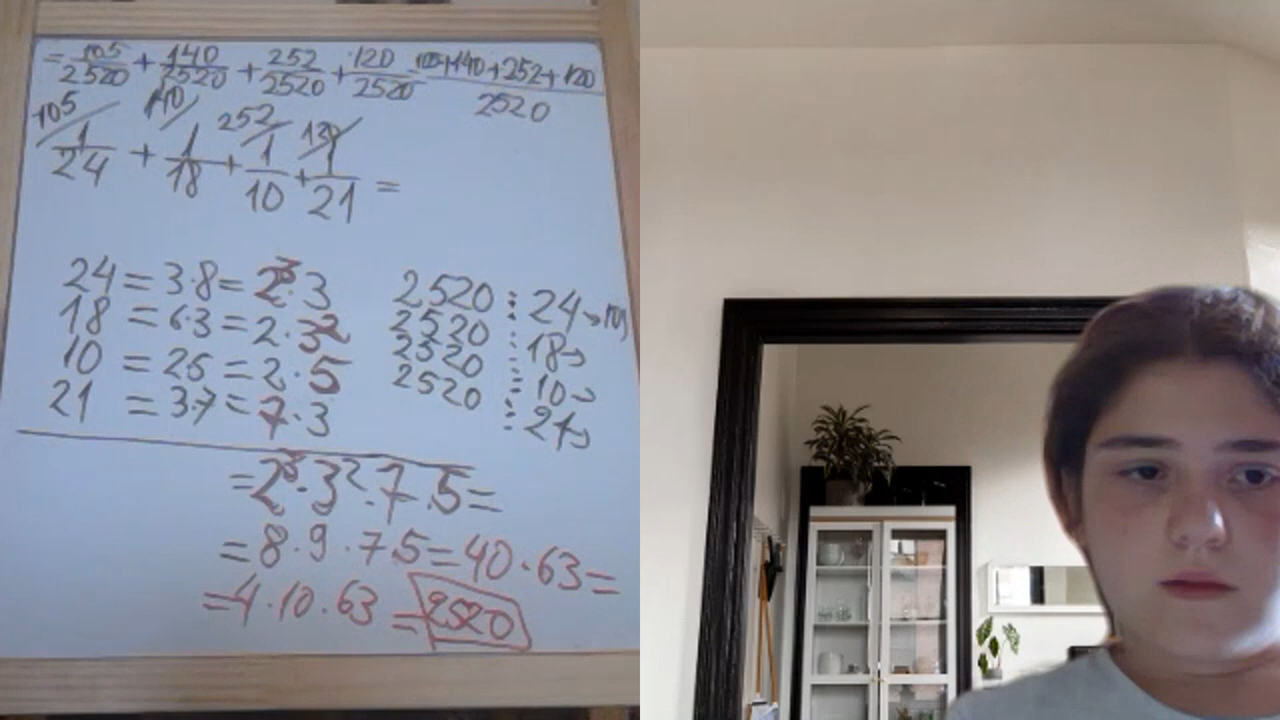 = 105/2520 + 140/2520 + 252/2520 + 120/2520 = 105+140+252+120/2520
105 140 252 120
1/24 + 1/18 + 1/10 + 1/21 =
24 = 3·8 = 2³·3 2520 : 24 → 105
18 = 6·3 = 2·3² 2520 : 18 →
10 = 25 = 2·5 2520 : 10 →
21 = 3·7 = 7·3 2520 : 21 →
= 2³·3²·7·5 =
= 8·9·7·5 = 40·63 =
= 4·10·63 = 2520